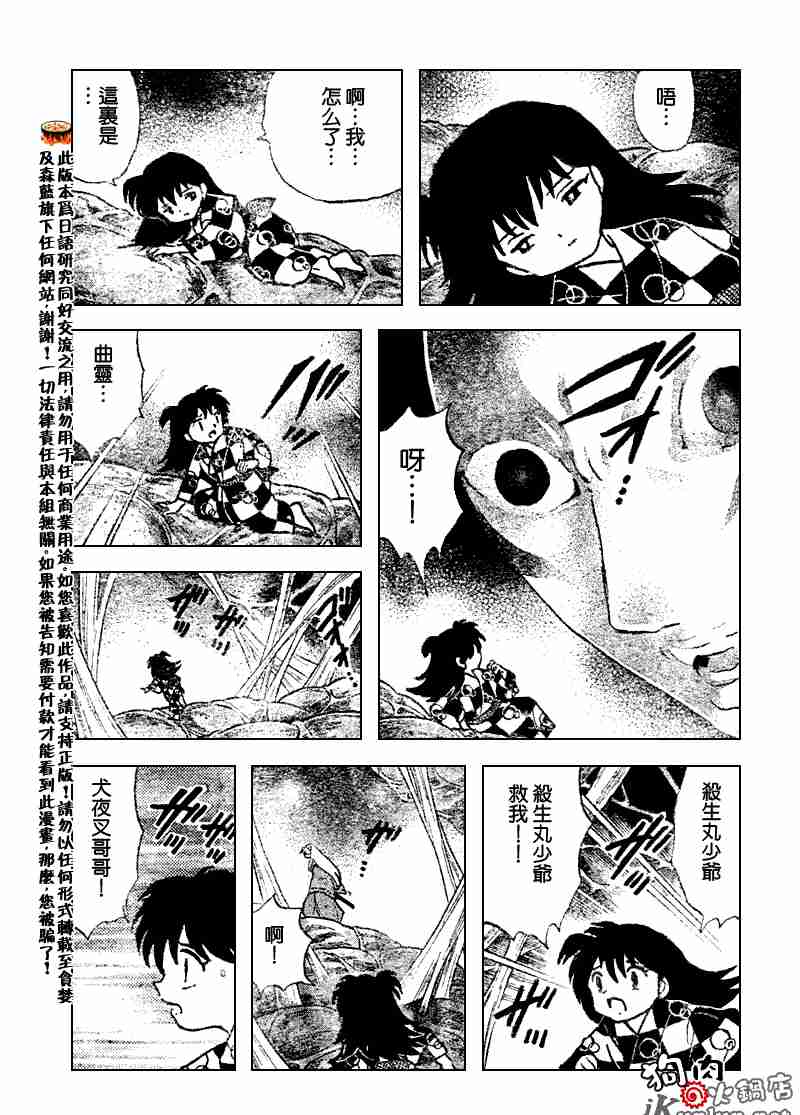 唔…
啊…我
怎么了…
這裏是
…
呀
…！
曲靈
…
殺生丸少爺
救我！！
啊！
犬夜叉哥哥！
此版本爲日語研究同好交流之用，請勿用于任何商業用途。如您喜歡此作品，請支持正版！請勿以任何形式轉載至貪婪
及森藍旗下任何網站，謝謝！一切法律責任與本組無關。如果您被告知需要付款才能看到此漫畫，那麼，您被騙了！
狗肉
火鍋店